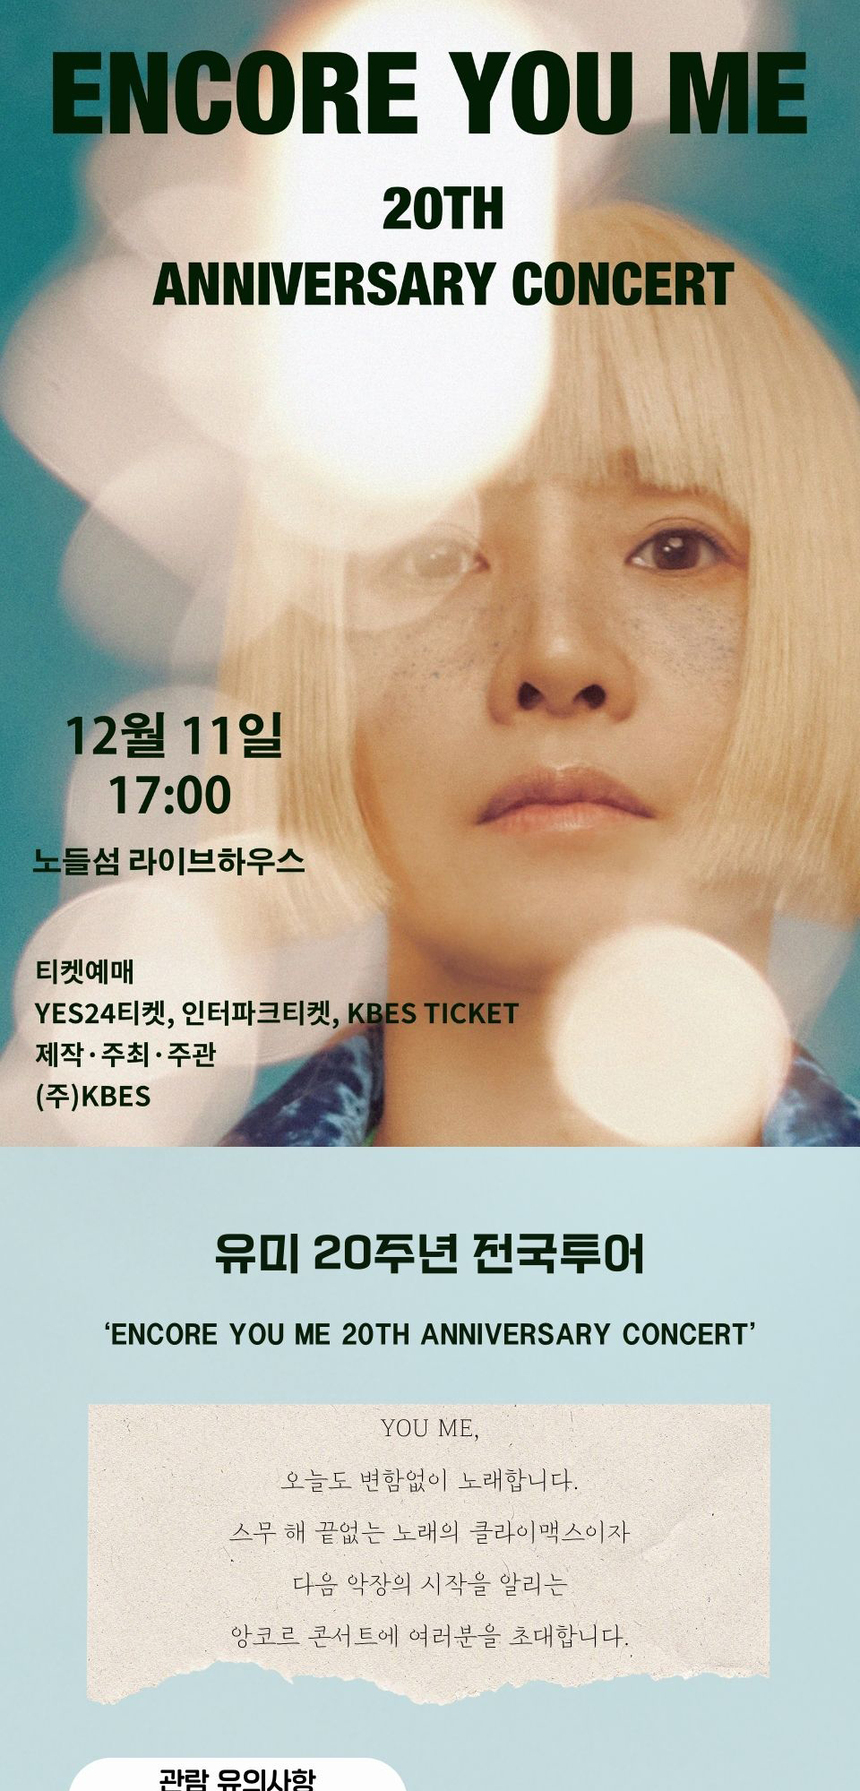 ENCORE YOU ME
20TH
ANNIVERSARY CONCERT
12월 11일
17:00
노들섬 라이브하우스
티켓예매
YES24티켓, 인터파크티켓, KBES TICKET
제작·주최·주관
(주)KBES
유미 20주년 전국투어
‘ENCORE YOU ME 20TH ANNIVERSARY CONCERT’
YOU ME,
오늘도 변함없이 노래합니다.
스무 해 끝없는 노래의 클라이맥스이자
다음 악장의 시작을 알리는
앙코르 콘서트에 여러분을 초대합니다.
관람 유의사항